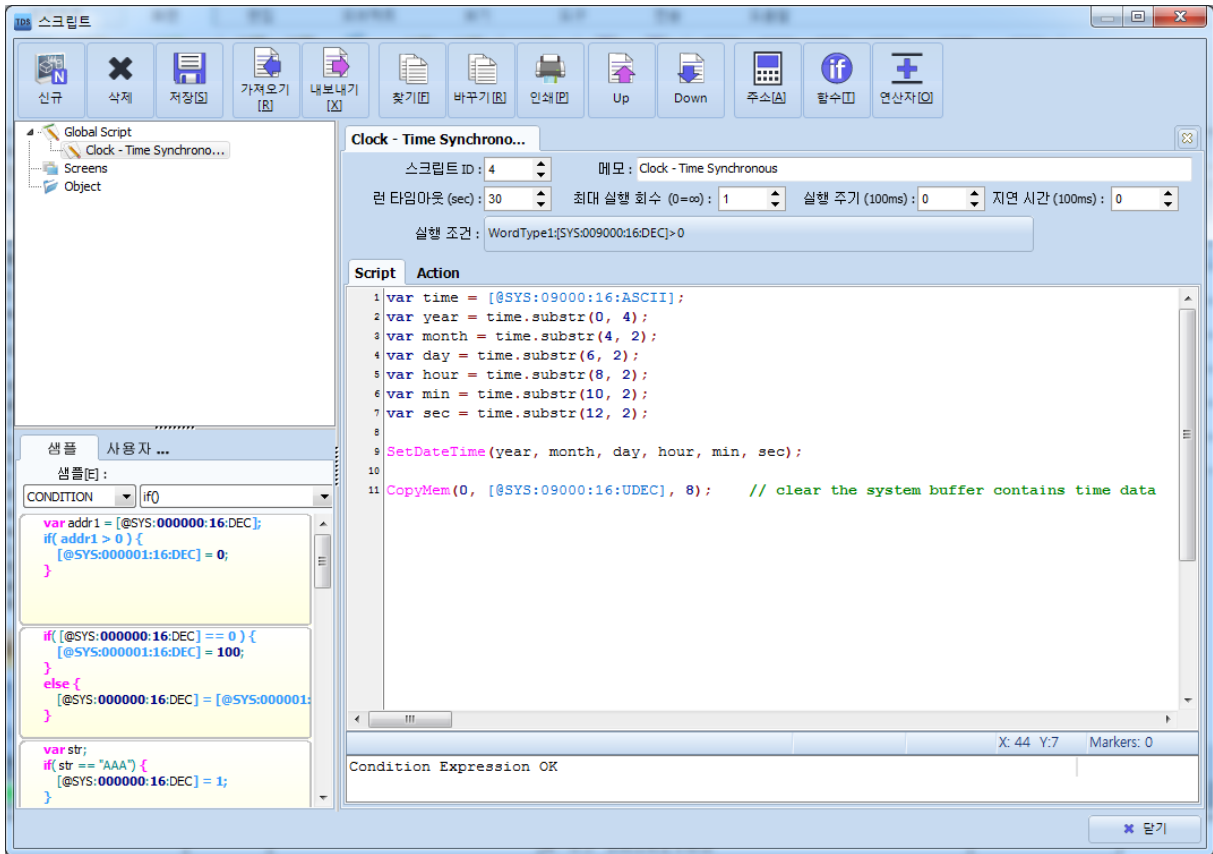 TDS 스크립트
신규
삭제
저장[S]
가져오기[R]
내보내기[X]
찾기[F]
바꾸기[R]
인쇄[P]
Up
Down
주소[A]
함수[T]
연산자[O]
Global Script
Clock - Time Synchrono...
Screens
Object
Clock - Time Synchrono...
스크립트 ID : 4 메모 : Clock - Time Synchronous
런 타임아웃 (sec) : 30 최대 실행 회수 (0=∞) : 1 실행 주기 (100ms) : 0 지연 시간 (100ms) : 0
실행 조건 : WordType1:[SYS:009000:16:DEC]>0
Script Action
1 var time = [@SYS:09000:16:ASCII];
2 var year = time.substr(0, 4);
3 var month = time.substr(4, 2);
4 var day = time.substr(6, 2);
5 var hour = time.substr(8, 2);
6 var min = time.substr(10, 2);
7 var sec = time.substr(12, 2);
8
9 SetDateTime(year, month, day, hour, min, sec);
10
11 CopyMem(0, [@SYS:09000:16:UDEC], 8); // clear the system buffer contains time data
샘플 사용자 ...
샘플[E] :
CONDITION if()
var addr1 = [@SYS:000000:16:DEC];
if( addr1 > 0 ) {
[@SYS:000001:16:DEC] = 0;
}
if( [@SYS:000000:16:DEC] == 0 ) {
[@SYS:000001:16:DEC] = 100;
}
else {
[@SYS:000000:16:DEC] = [@SYS:000001:
}
var str;
if( str == "AAA") {
[@SYS:000000:16:DEC] = 1;
}
X: 44 Y:7 Markers: 0
Condition Expression OK
닫기